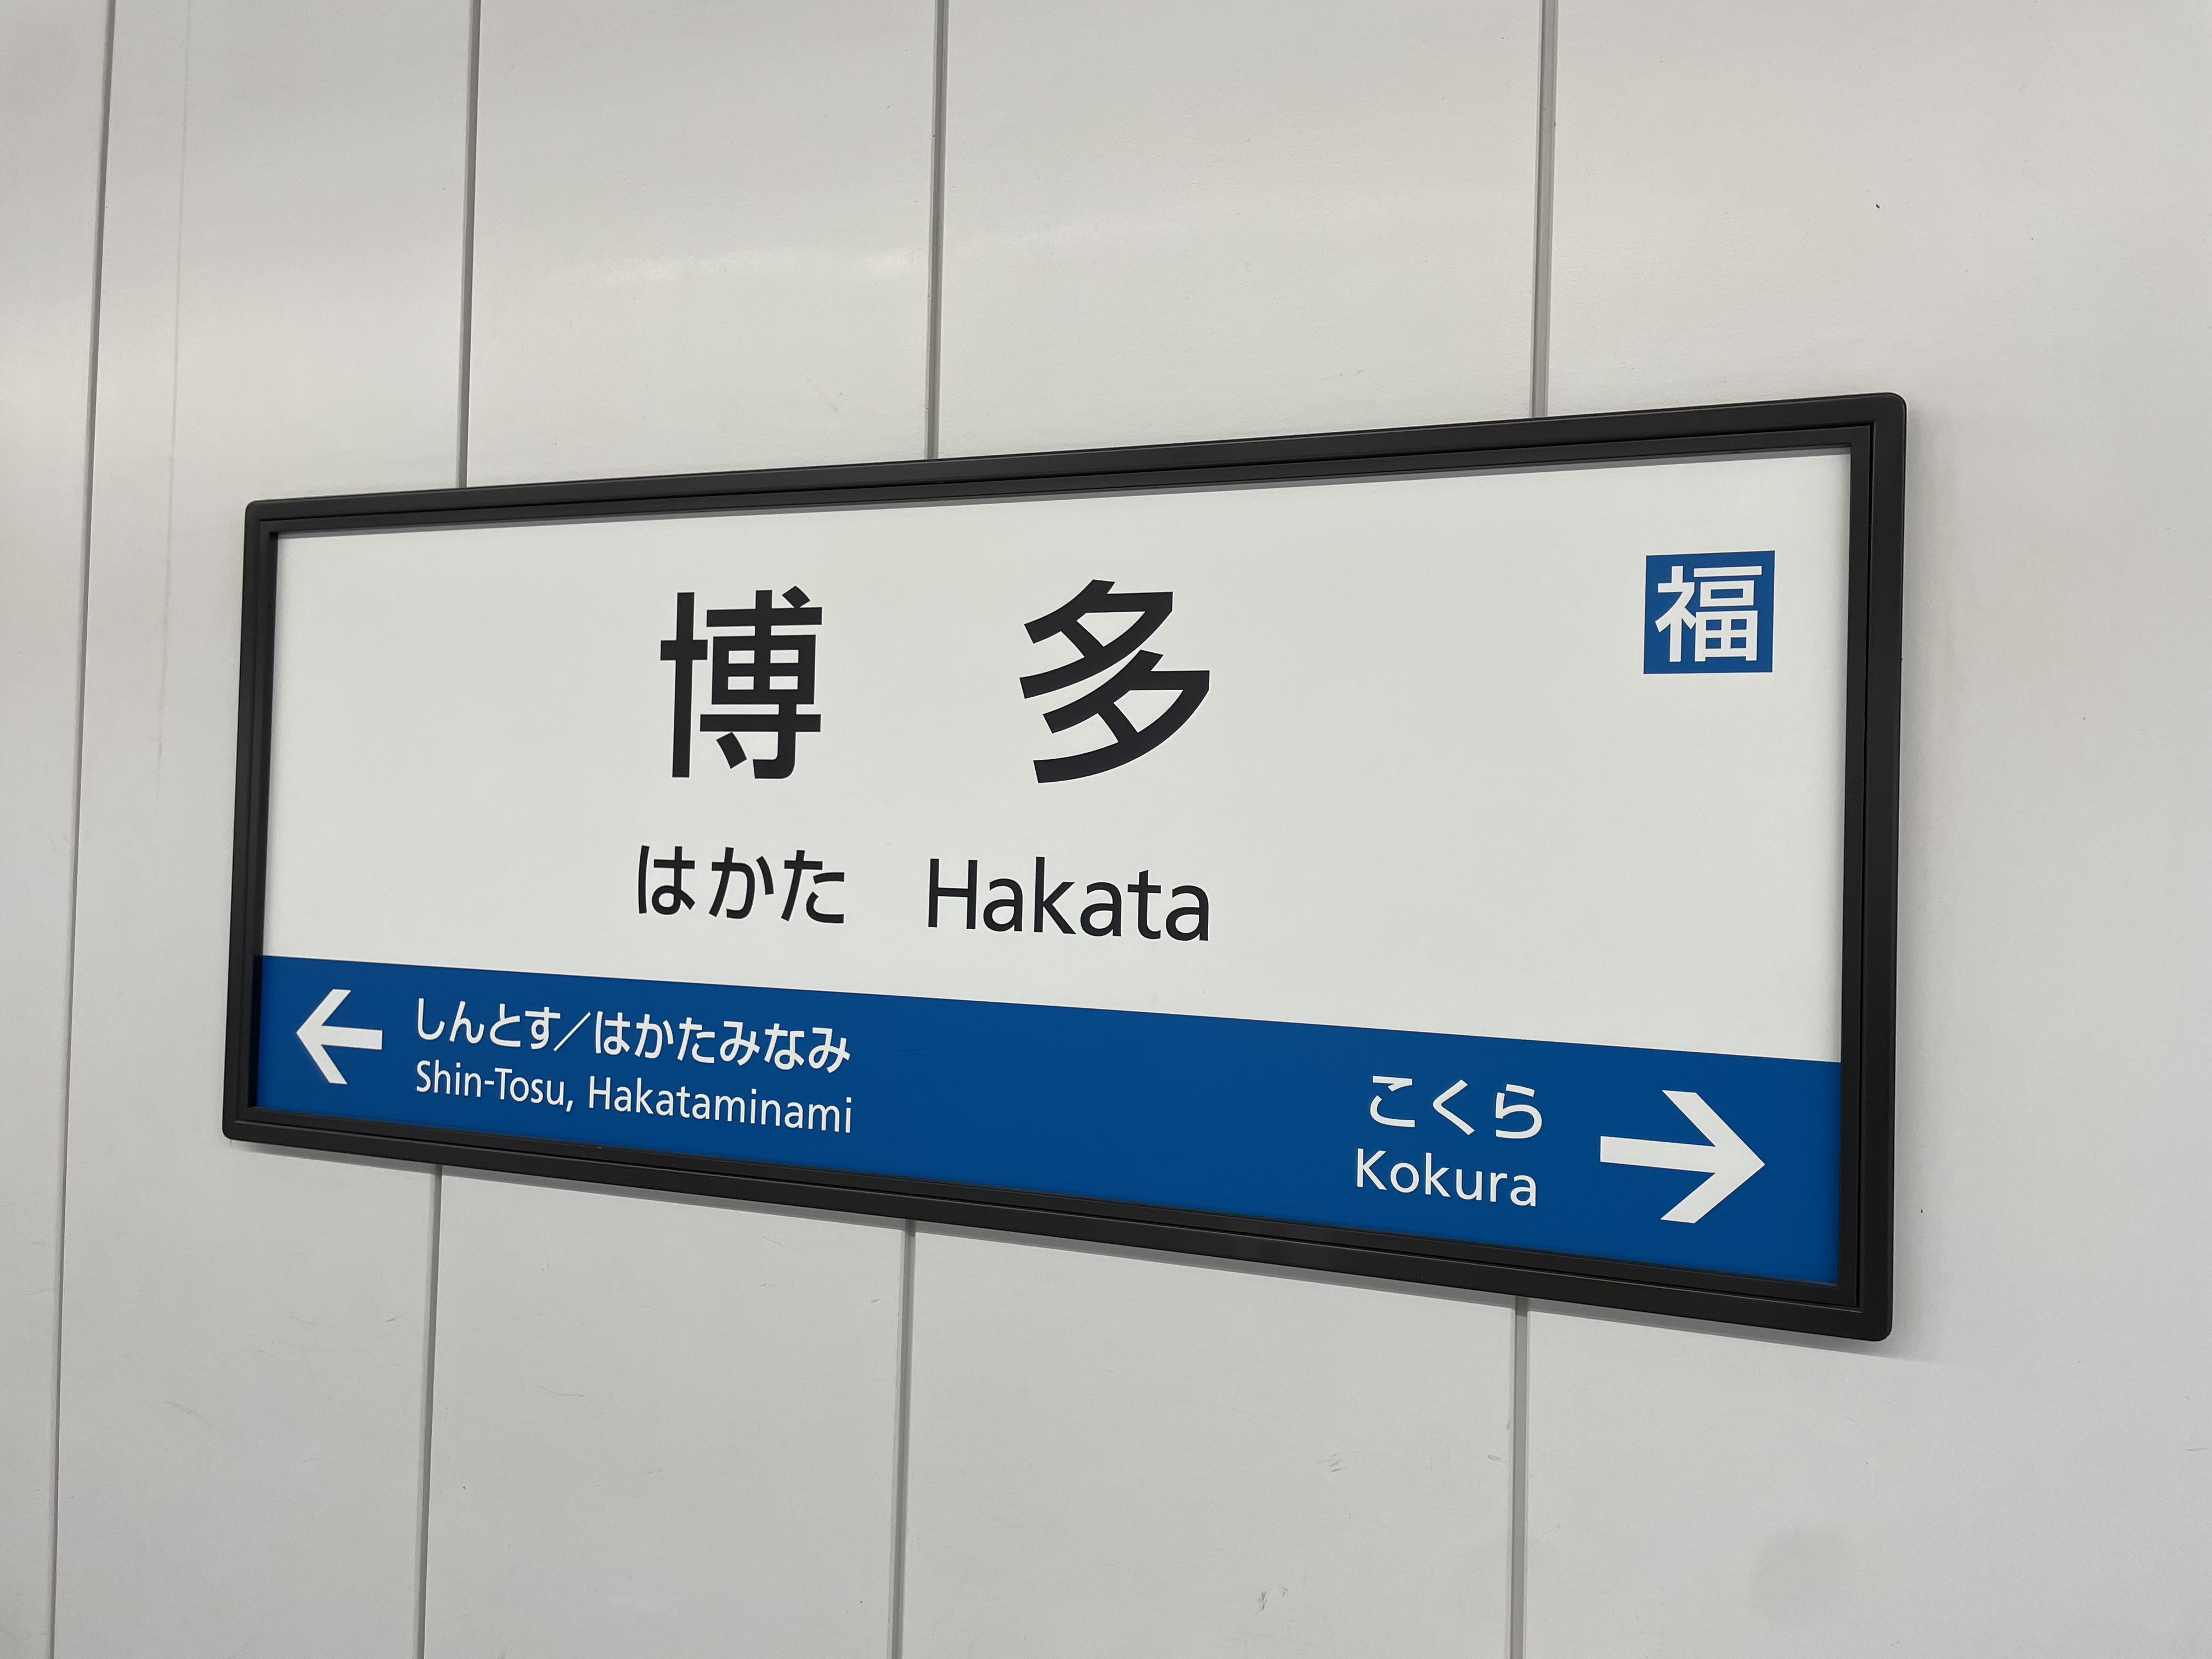 博 多
福
はかた Hakata
しんとす／はかたみなみ
Shin-Tosu, Hakataminami
こくら
Kokura